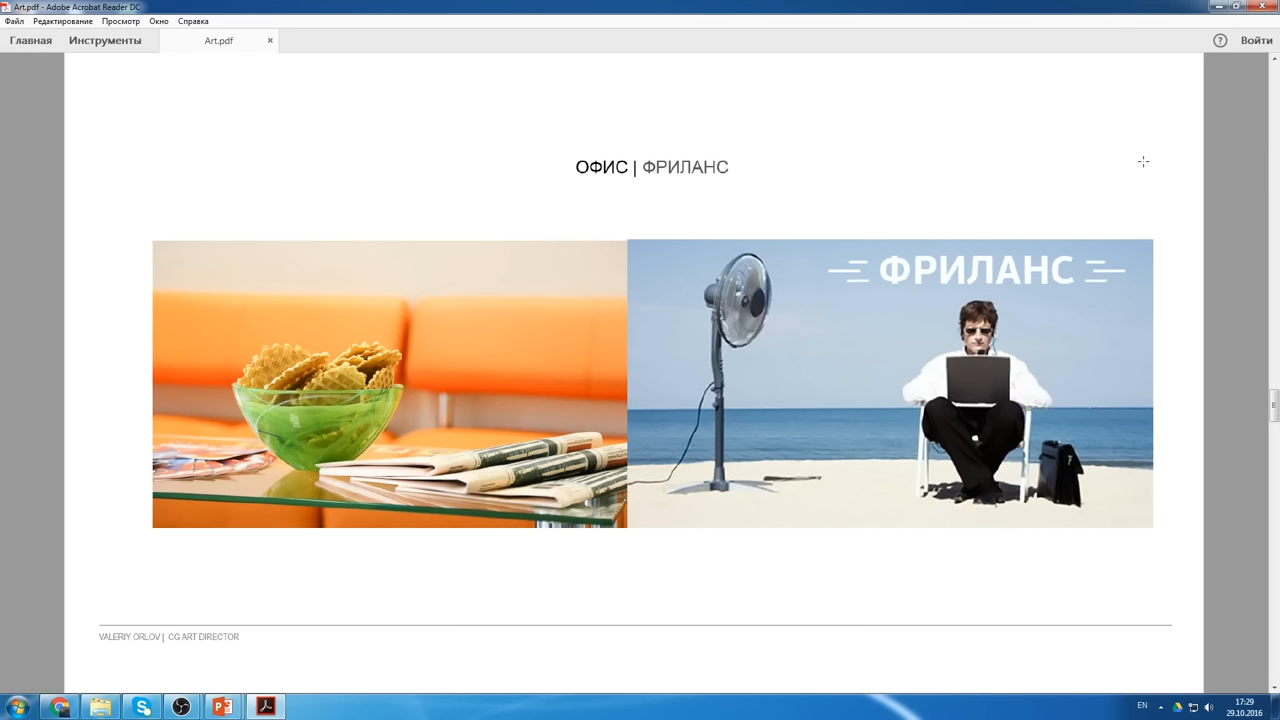 Art.pdf - Adobe Acrobat Reader DC
Файл Редактирование Просмотр Окно Справка
Главная Инструменты Art.pdf × ? Войти
ОФИС | ФРИЛАНС
ФРИЛАНС
VALERIY ORLOV | CG ART DIRECTOR
EN 17:29
29.10.2016